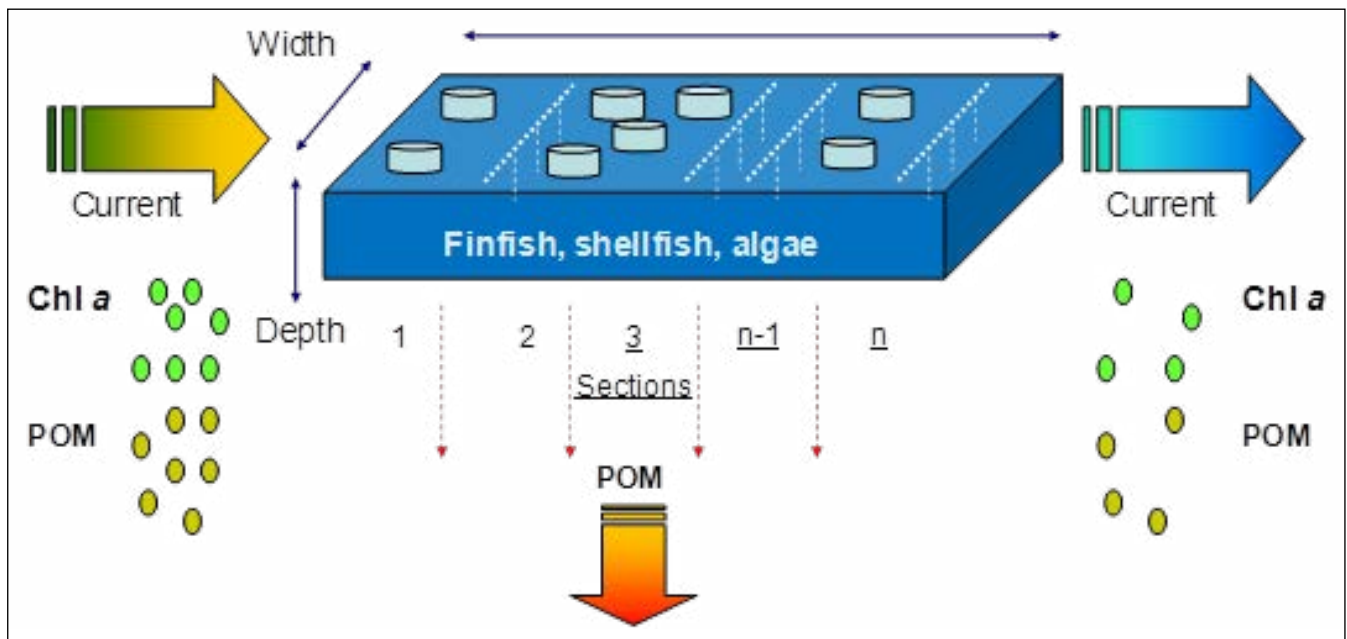 Width
Current
Current
Finfish, shellfish, algae
Chl a
Chl a
Depth
1
2
3
n-1
n
Sections
POM
POM
POM